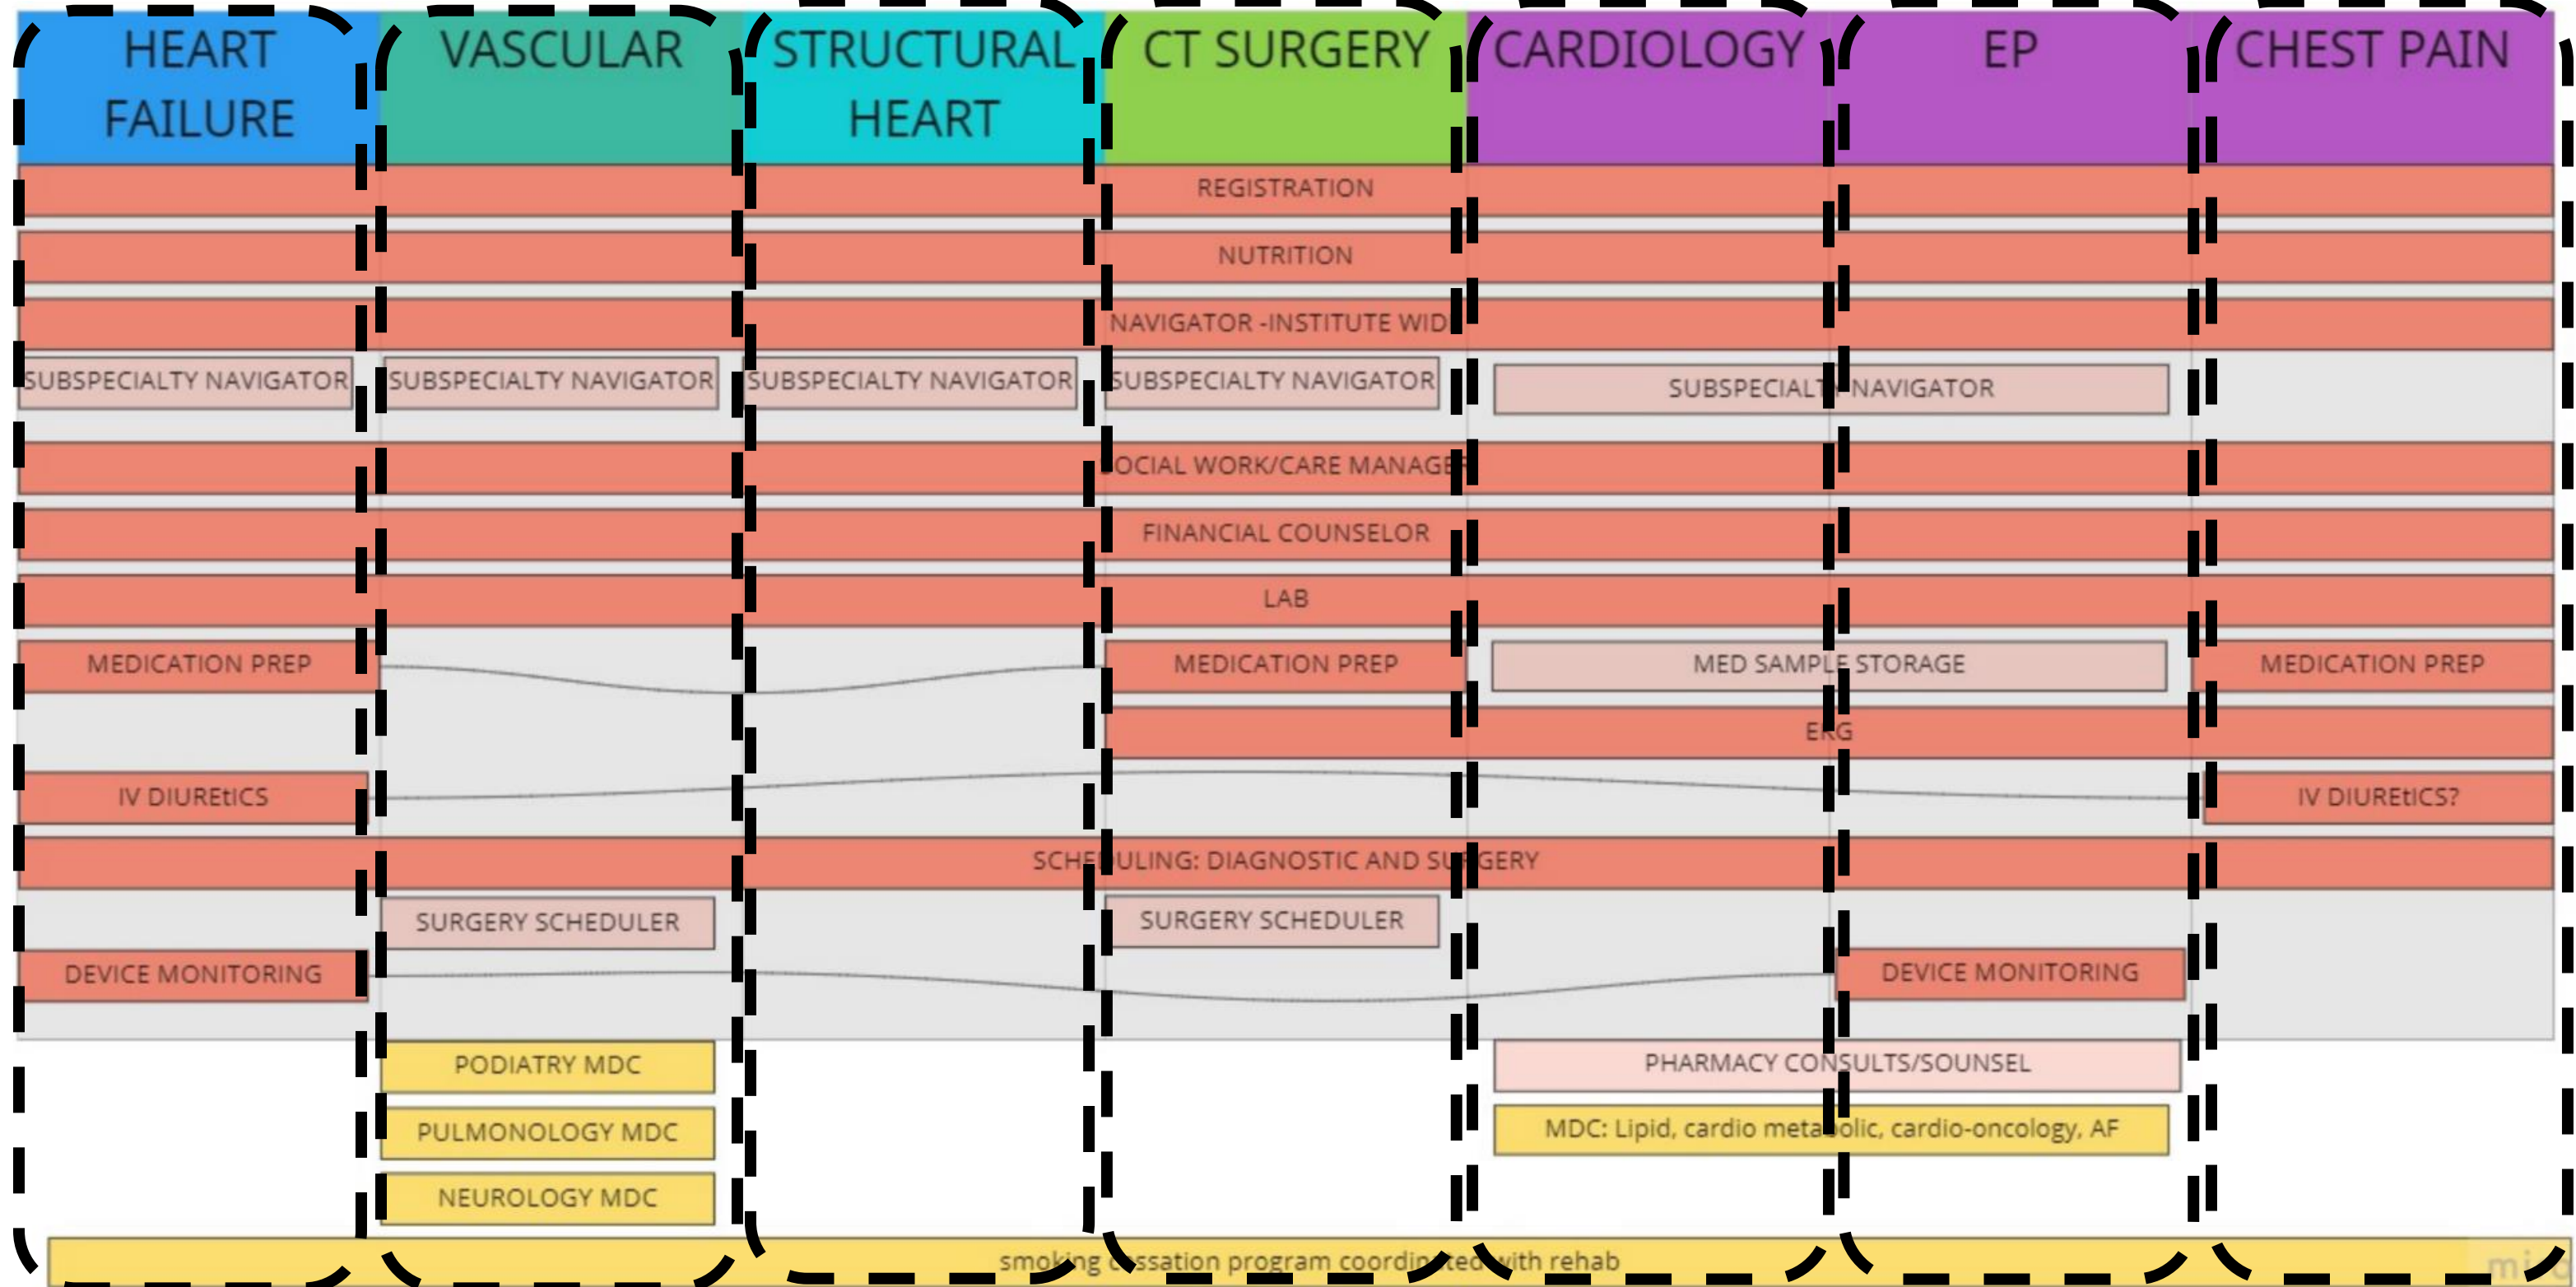 HEART
FAILURE
VASCULAR
STRUCTURAL
HEART
CT SURGERY
CARDIOLOGY
EP
CHEST PAIN
REGISTRATION
NUTRITION
NAVIGATOR -INSTITUTE WIDE
SUBSPECIALTY NAVIGATOR
SUBSPECIALTY NAVIGATOR
SUBSPECIALTY NAVIGATOR
SUBSPECIALTY NAVIGATOR
SUBSPECIALTY NAVIGATOR
SOCIAL WORK/CARE MANAGER
FINANCIAL COUNSELOR
LAB
MEDICATION PREP
MEDICATION PREP
MED SAMPLE STORAGE
MEDICATION PREP
EKG
IV DIUREtICS
IV DIUREtICS?
SCHEDULING: DIAGNOSTIC AND SURGERY
SURGERY SCHEDULER
SURGERY SCHEDULER
DEVICE MONITORING
DEVICE MONITORING
PODIATRY MDC
PHARMACY CONSULTS/SOUNSEL
PULMONOLOGY MDC
MDC: Lipid, cardio metabolic, cardio-oncology, AF
NEUROLOGY MDC
smoking cessation program coordinated with rehab